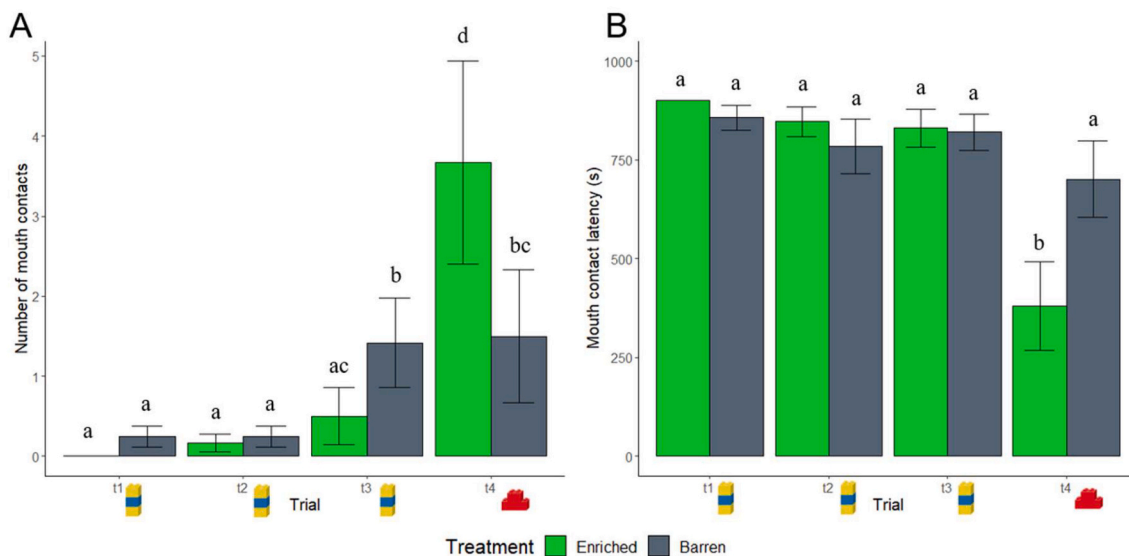 A
Number of mouth contacts
5
4
3
2
1
0
a
a
a
a
ac
b
d
bc
t1
t2
t3
t4
Trial
B
Mouth contact latency (s)
1000
750
500
250
0
a
a
a
a
a
a
b
a
t1
t2
t3
t4
Trial
Treatment Enriched Barren